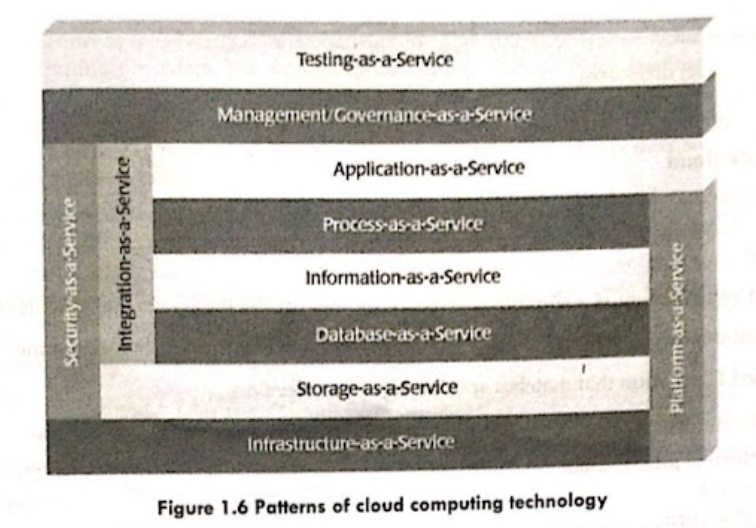 Testing-as-a-Service
Management/Governance-as-a-Service
Security-as-a-Service
Integration-as-a-Service
Application-as-a-Service
Process-as-a-Service
Information-as-a-Service
Database-as-a-Service
Storage-as-a-Service
Platform-as-a-Service
Infrastructure-as-a-Service
Figure 1.6 Patterns of cloud computing technology